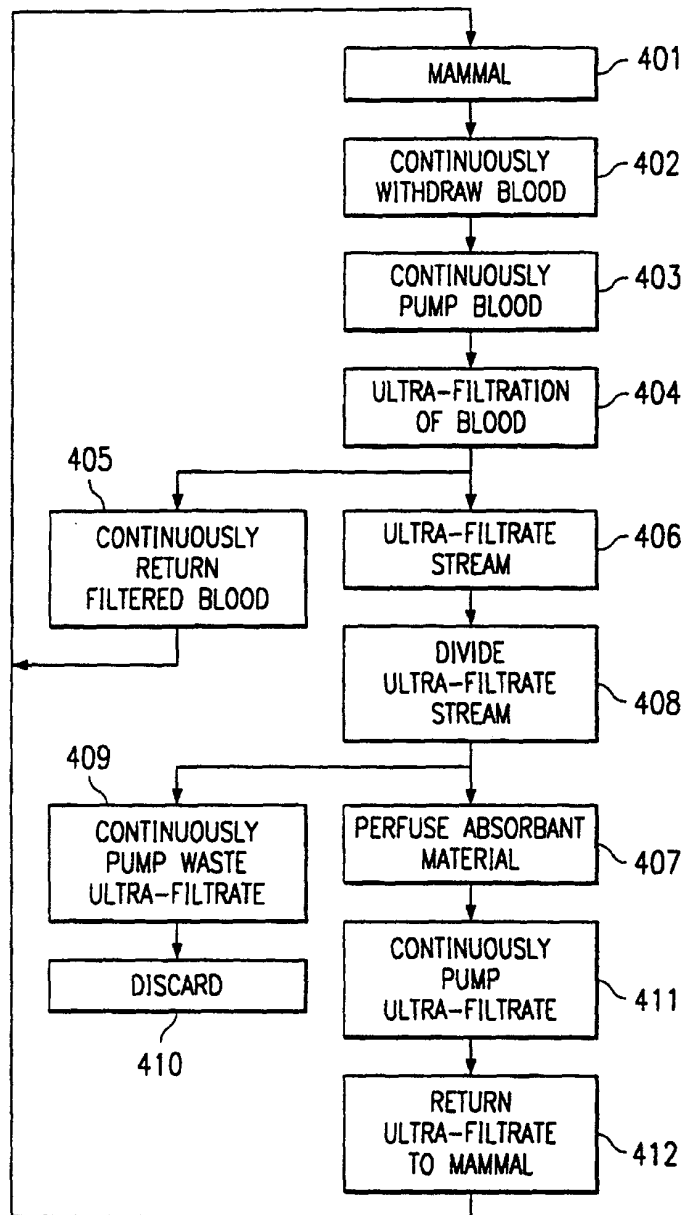 MAMMAL
401
CONTINUOUSLY
WITHDRAW BLOOD
402
CONTINUOUSLY
PUMP BLOOD
403
ULTRA-FILTRATION
OF BLOOD
404
405
CONTINUOUSLY
RETURN
FILTERED BLOOD
ULTRA-FILTRATE
STREAM
406
DIVIDE
ULTRA-FILTRATE
STREAM
408
409
CONTINUOUSLY
PUMP WASTE
ULTRA-FILTRATE
PERFUSE ABSORBANT
MATERIAL
407
DISCARD
410
CONTINUOUSLY
PUMP
ULTRA-FILTRATE
411
RETURN
ULTRA-FILTRATE
TO MAMMAL
412